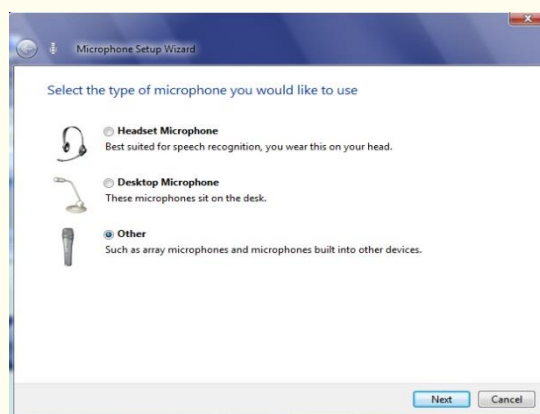 Microphone Setup Wizard
Select the type of microphone you would like to use
Headset Microphone
Best suited for speech recognition, you wear this on your head.
Desktop Microphone
These microphones sit on the desk.
Other
Such as array microphones and microphones built into other devices.
Next Cancel